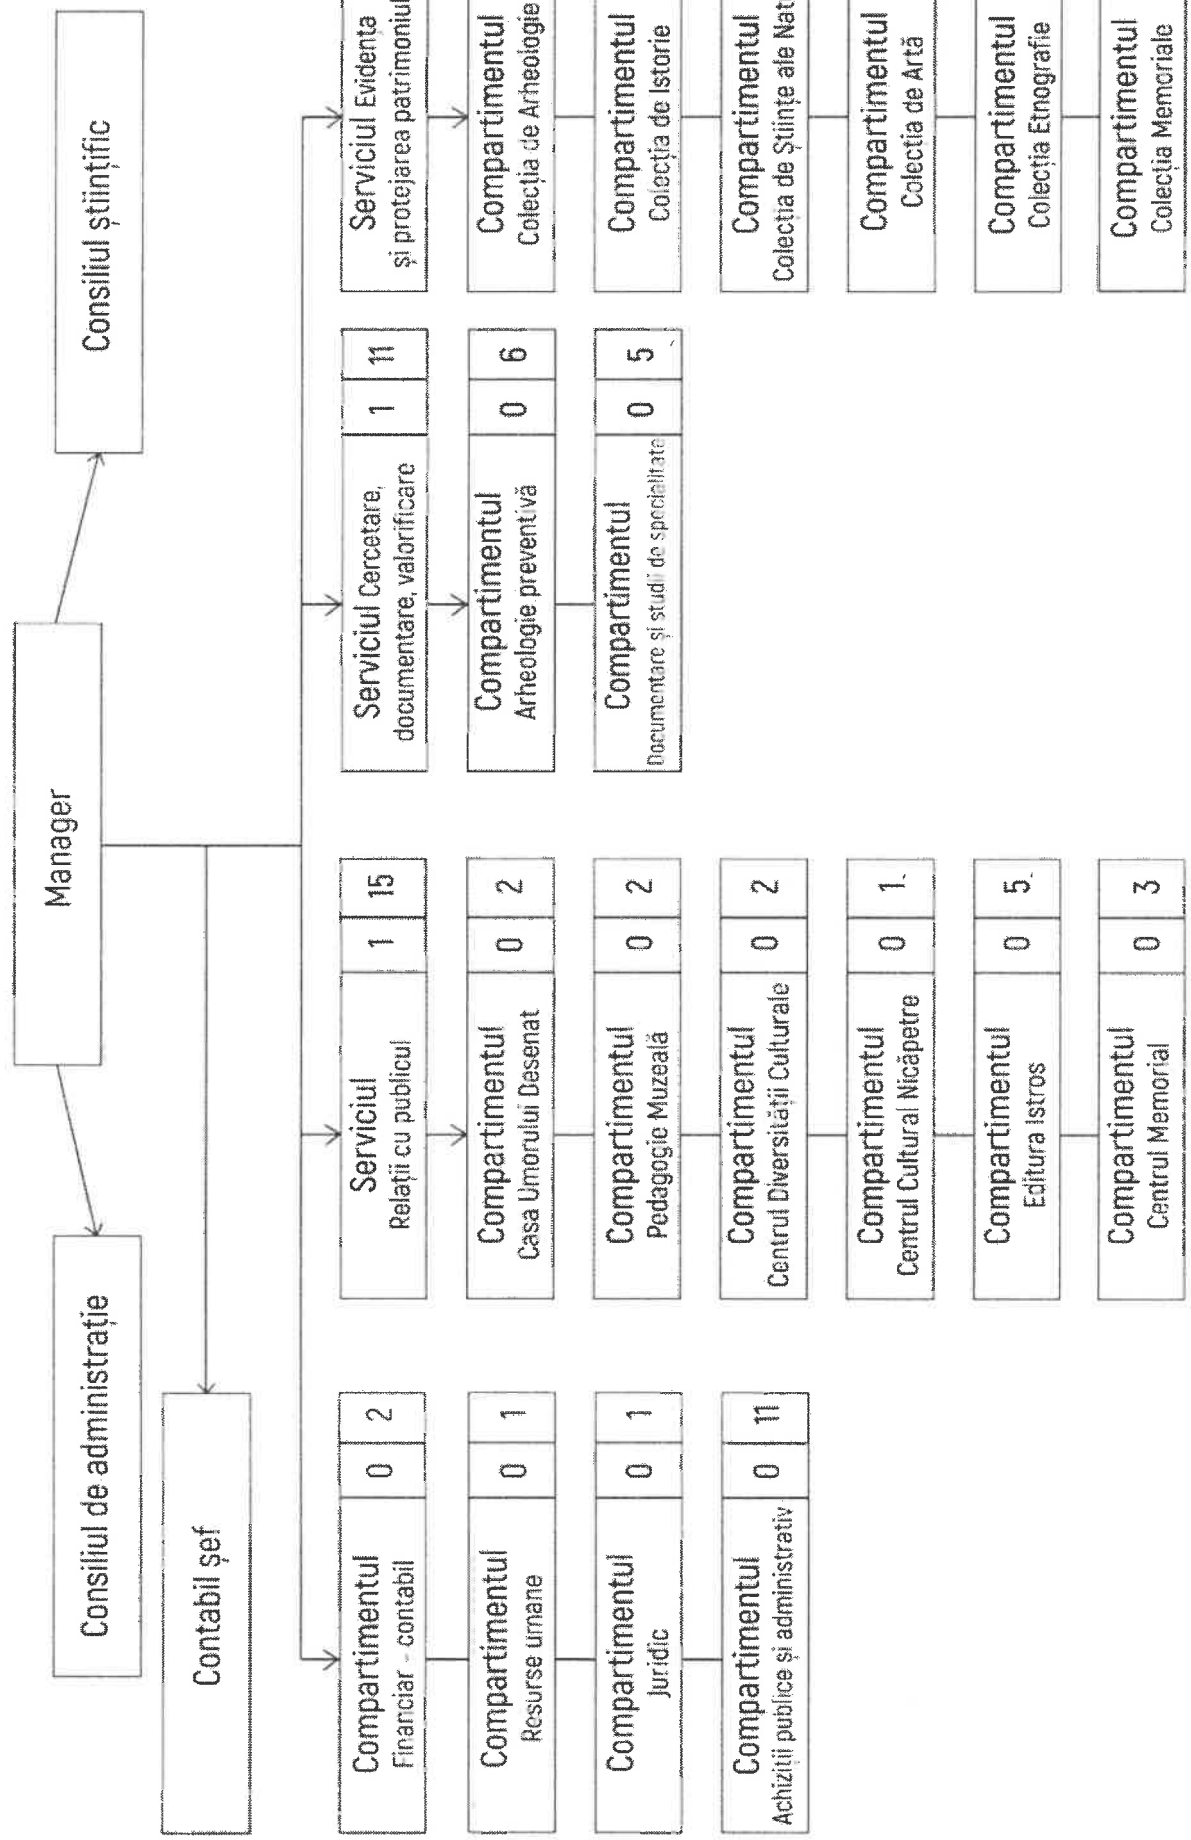 Manager
Consiliul de administrație
Consiliul științific
Contabil șef
Compartimentul
Financiar - contabil
0
2
Compartimentul
Resurse umane
0
1
Compartimentul
Juridic
0
1
Compartimentul
Achiziții publice și administrativ
0
11
Serviciul
Relații cu publicul
1
15
Compartimentul
Casa Umorului Desenat
0
2
Compartimentul
Pedagogie Muzeală
0
2
Compartimentul
Centrul Diversității Culturale
0
2
Compartimentul
Centrul Cultural Nicăpetre
0
1
Compartimentul
Editura Istros
0
5
Compartimentul
Centrul Memorial
0
3
Serviciul Cercetare,
documentare, valorificare
1
11
Compartimentul
Arheologie preventivă
0
6
Compartimentul
Documentare și studii de specialitate
0
5
Serviciul Evidența
și protejarea patrimoniul
Compartimentul
Colecția de Arheologie
Compartimentul
Colecția de Istorie
Compartimentul
Colecția de Științe ale Nat
Compartimentul
Colecția de Artă
Compartimentul
Colecția Etnografie
Compartimentul
Colecția Memoriale